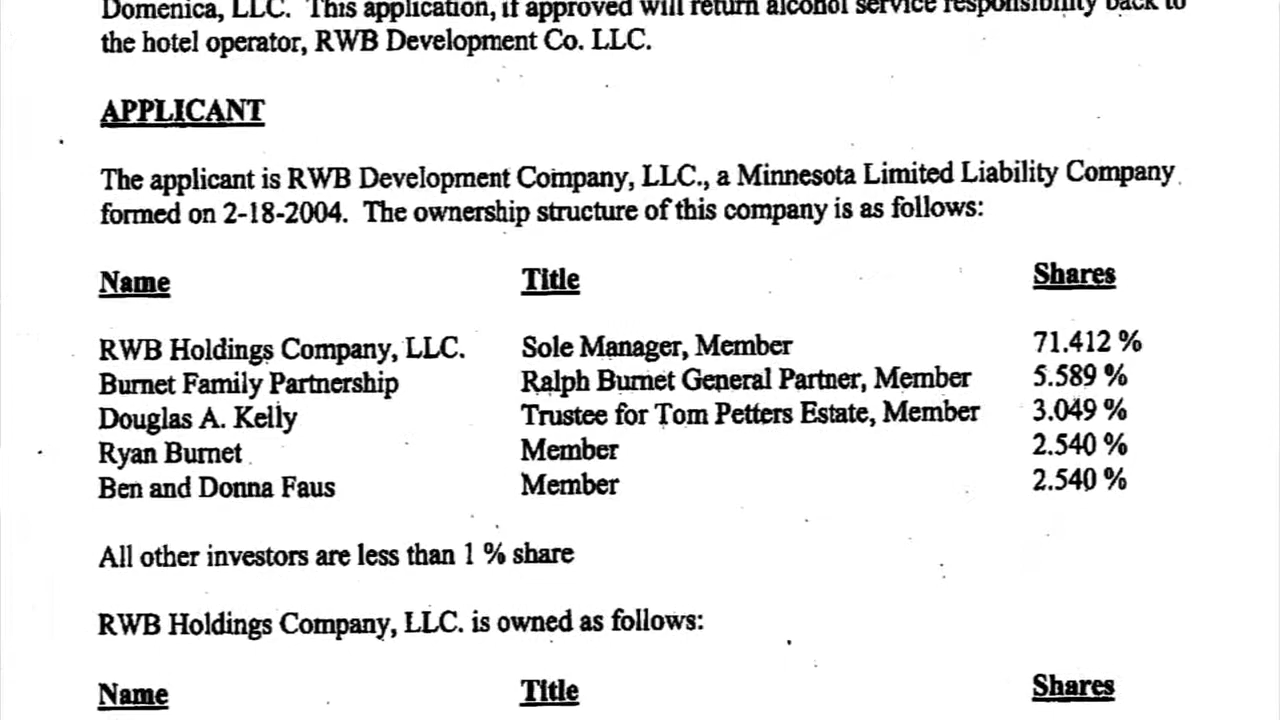 Domenica, LLC. This application, if approved will return alcohol service responsibility back to
the hotel operator, RWB Development Co. LLC.
APPLICANT
The applicant is RWB Development Company, LLC., a Minnesota Limited Liability Company
formed on 2-18-2004. The ownership structure of this company is as follows:
Name Title Shares
RWB Holdings Company, LLC. Sole Manager, Member 71.412 %
Burnet Family Partnership Ralph Burnet General Partner, Member 5.589 %
Douglas A. Kelly Trustee for Tom Petters Estate, Member 3.049 %
Ryan Burnet Member 2.540 %
Ben and Donna Faus Member 2.540 %
All other investors are less than 1 % share
RWB Holdings Company, LLC. is owned as follows:
Name Title Shares